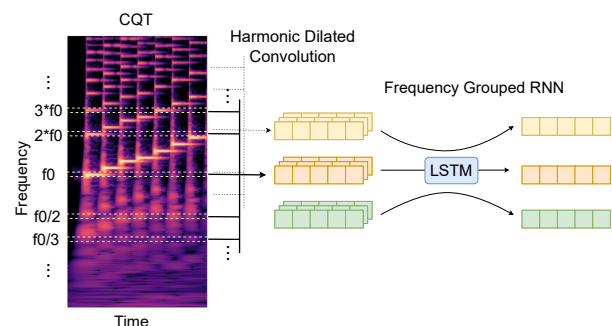 CQT
Harmonic Dilated
Convolution
Frequency Grouped RNN
Frequency
⋮
3*f0
2*f0
f0
f0/2
f0/3
⋮
⋮
⋮
LSTM
Time